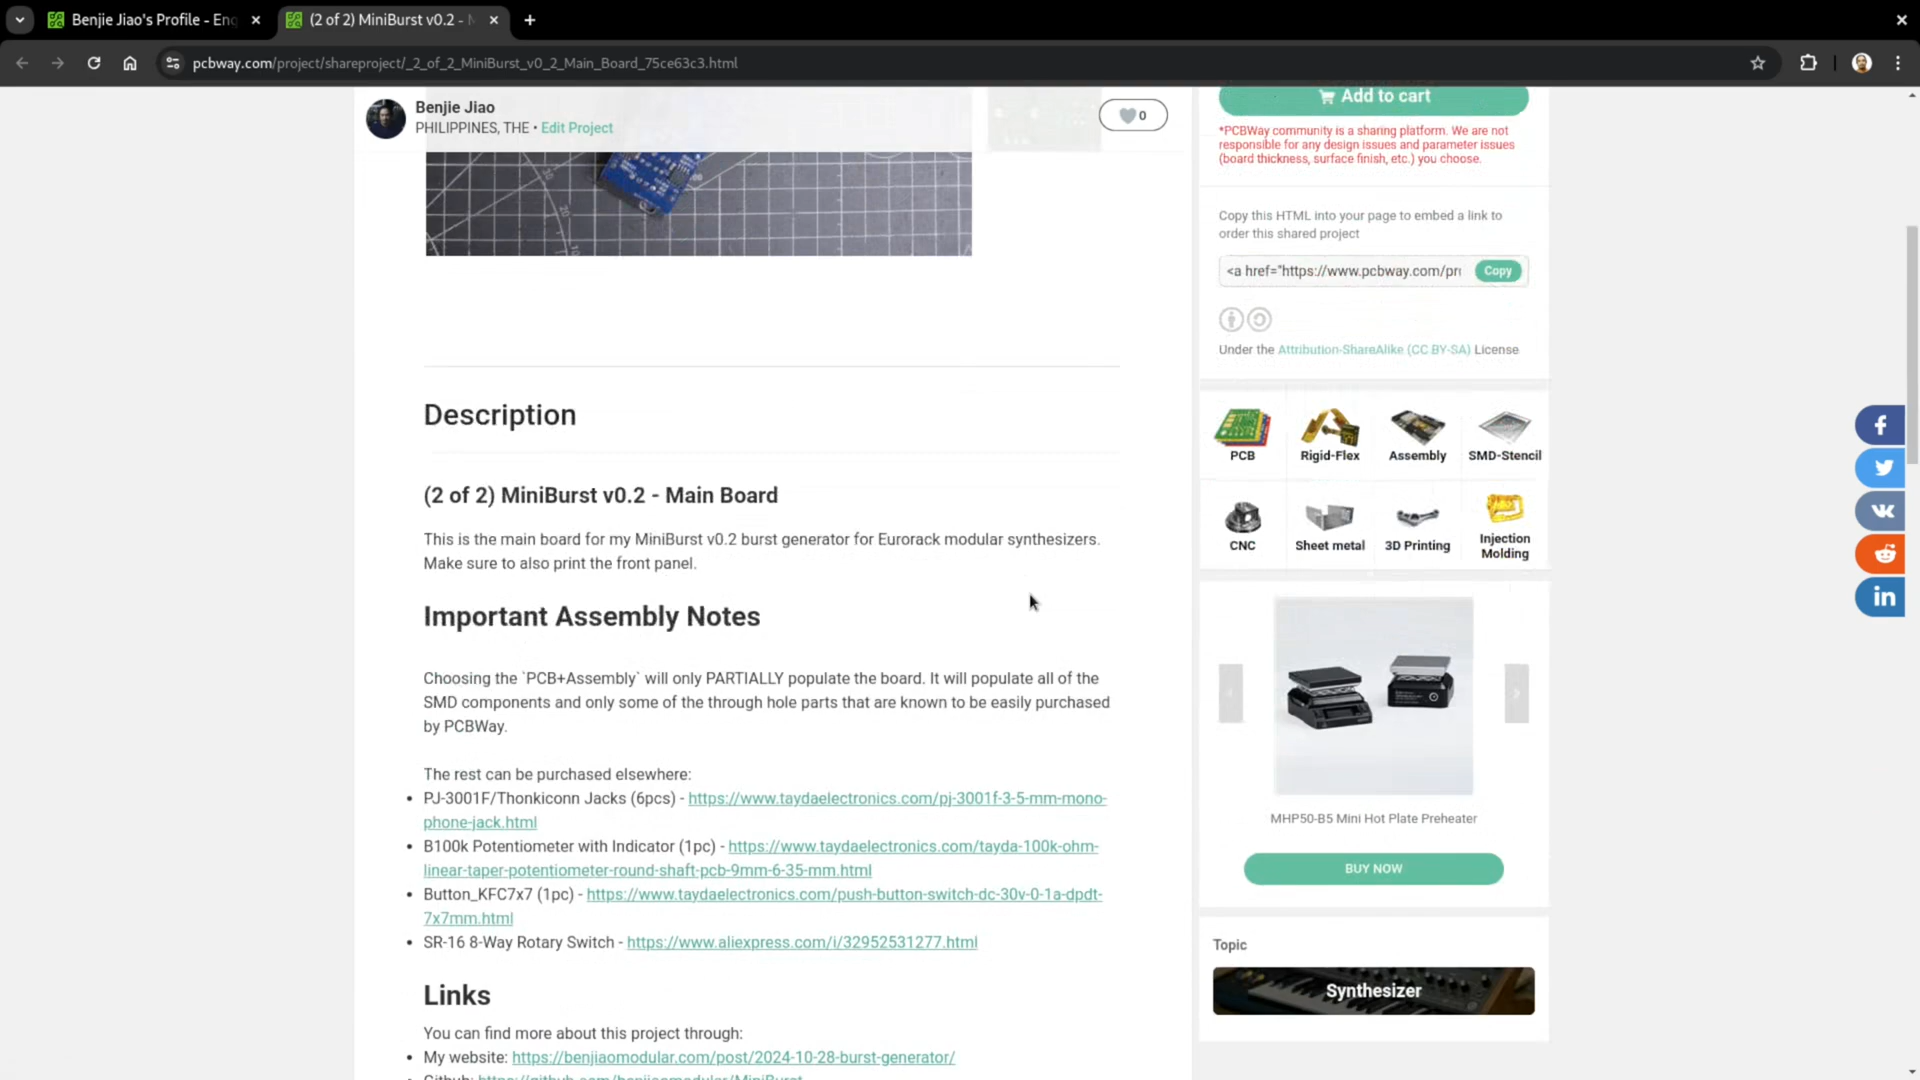 Benjie Jiao's Profile - Eng
(2 of 2) MiniBurst v0.2 - M
pcbway.com/project/shareproject/_2_of_2_MiniBurst_v0_2_Main_Board_75ce63c3.html
Benjie Jiao
PHILIPPINES, THE • Edit Project
0
Description
(2 of 2) MiniBurst v0.2 - Main Board
This is the main board for my MiniBurst v0.2 burst generator for Eurorack modular synthesizers.
Make sure to also print the front panel.
Important Assembly Notes
Choosing the `PCB+Assembly` will only PARTIALLY populate the board. It will populate all of the
SMD components and only some of the through hole parts that are known to be easily purchased
by PCBWay.
The rest can be purchased elsewhere:
• PJ-3001F/Thonkiconn Jacks (6pcs) - https://www.taydaelectronics.com/pj-3001f-3-5-mm-mono-
phone-jack.html
• B100k Potentiometer with Indicator (1pc) - https://www.taydaelectronics.com/tayda-100k-ohm-
linear-taper-potentiometer-round-shaft-pcb-9mm-6-35-mm.html
• Button_KFC7x7 (1pc) - https://www.taydaelectronics.com/push-button-switch-dc-30v-0-1a-dpdt-
7x7mm.html
• SR-16 8-Way Rotary Switch - https://www.aliexpress.com/i/32952531277.html
Links
You can find more about this project through:
• My website: https://benjiaomodular.com/post/2024-10-28-burst-generator/
• Github: https://github.com/benjiaomodular/MiniBurst
Add to cart
*PCBWay community is a sharing platform. We are not
responsible for any design issues and parameter issues
(board thickness, surface finish, etc.) you choose.
Copy this HTML into your page to embed a link to
order this shared project
<a href="https://www.pcbway.com/pro
Copy
Under the Attribution-ShareAlike (CC BY-SA) License
PCB
Rigid-Flex
Assembly
SMD-Stencil
CNC
Sheet metal
3D Printing
Injection
Molding
MHP50-B5 Mini Hot Plate Preheater
BUY NOW
Topic
Synthesizer